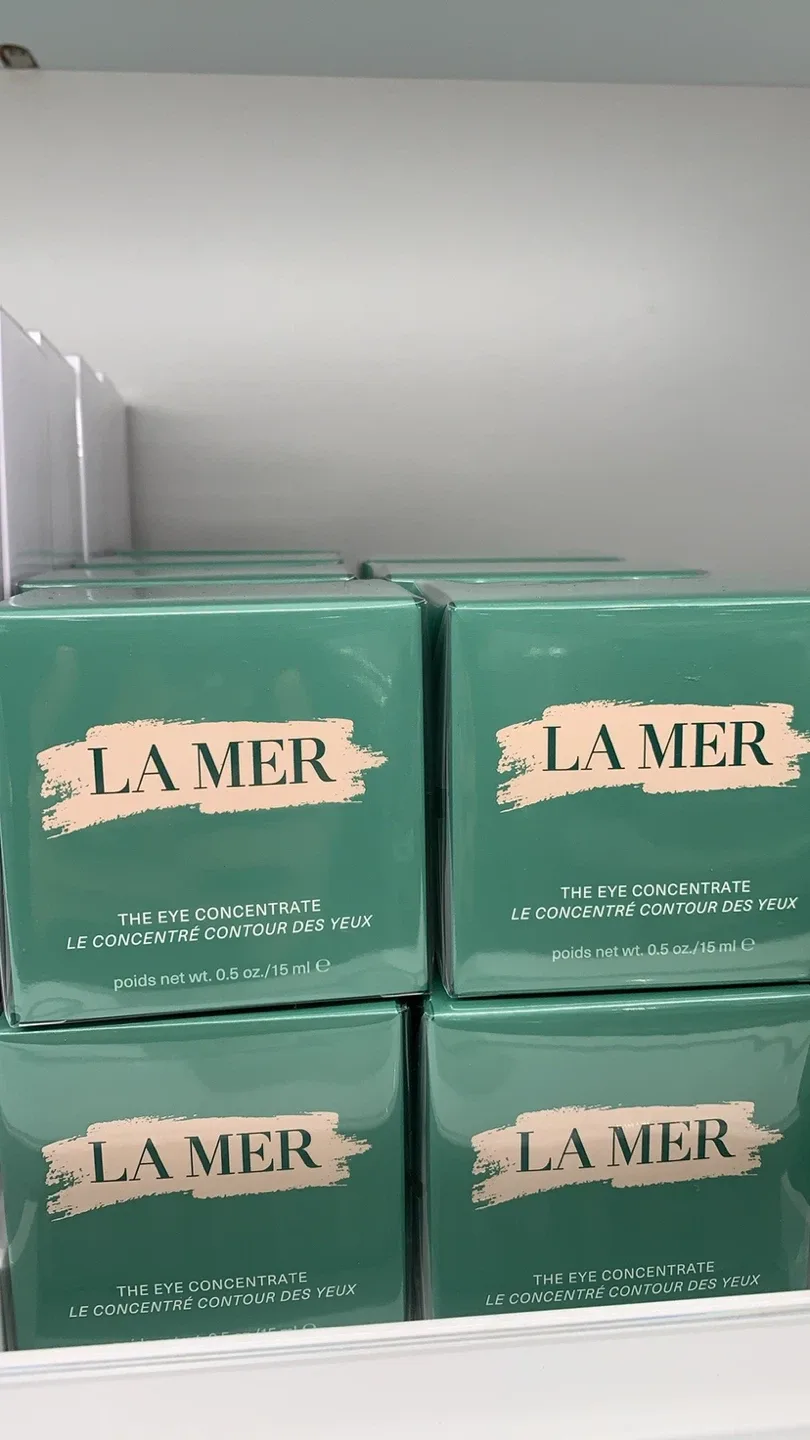 LA MER
THE EYE CONCENTRATE
LE CONCENTRÉ CONTOUR DES YEUX
poids net wt. 0.5 oz./15 ml ℮
LA MER
THE EYE CONCENTRATE
LE CONCENTRÉ CONTOUR DES YEUX
poids net wt. 0.5 oz./15 ml ℮
LA MER
THE EYE CONCENTRATE
LE CONCENTRÉ CONTOUR DES YEUX
LA MER
THE EYE CONCENTRATE
LE CONCENTRÉ CONTOUR DES YEUX